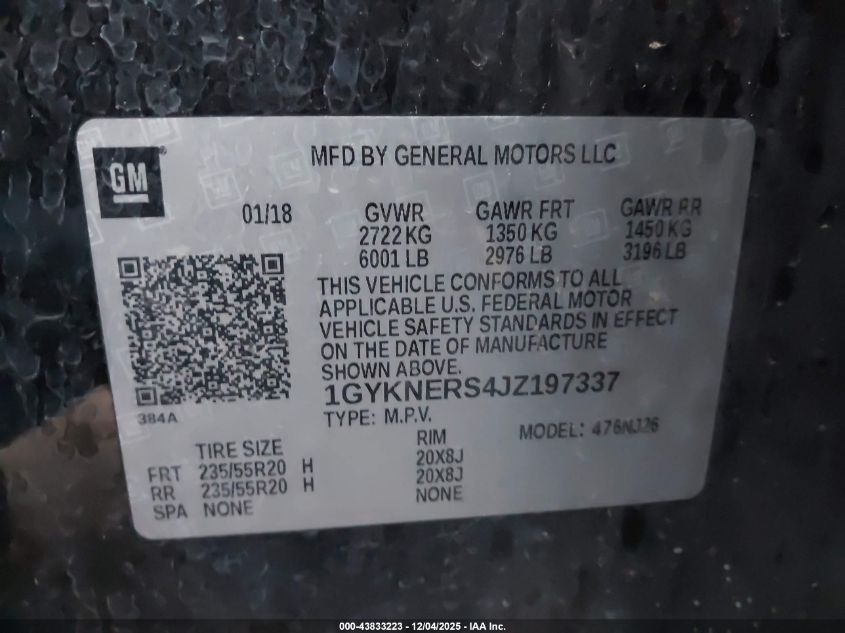 GM
MFD BY GENERAL MOTORS LLC
01/18 GVWR GAWR FRT GAWR RR
2722 KG 1350 KG 1450 KG
6001 LB 2976 LB 3196 LB
THIS VEHICLE CONFORMS TO ALL
APPLICABLE U.S. FEDERAL MOTOR
VEHICLE SAFETY STANDARDS IN EFFECT
ON THE DATE OF MANUFACTURE
SHOWN ABOVE.
1GYKNERS4JZ197337
384A
TYPE: M.P.V. MODEL: 476NJ26
TIRE SIZE RIM
FRT 235/55R20 H 20X8J
RR 235/55R20 H 20X8J
SPA NONE NONE
000-43833223 - 12/04/2025 - IAA Inc.